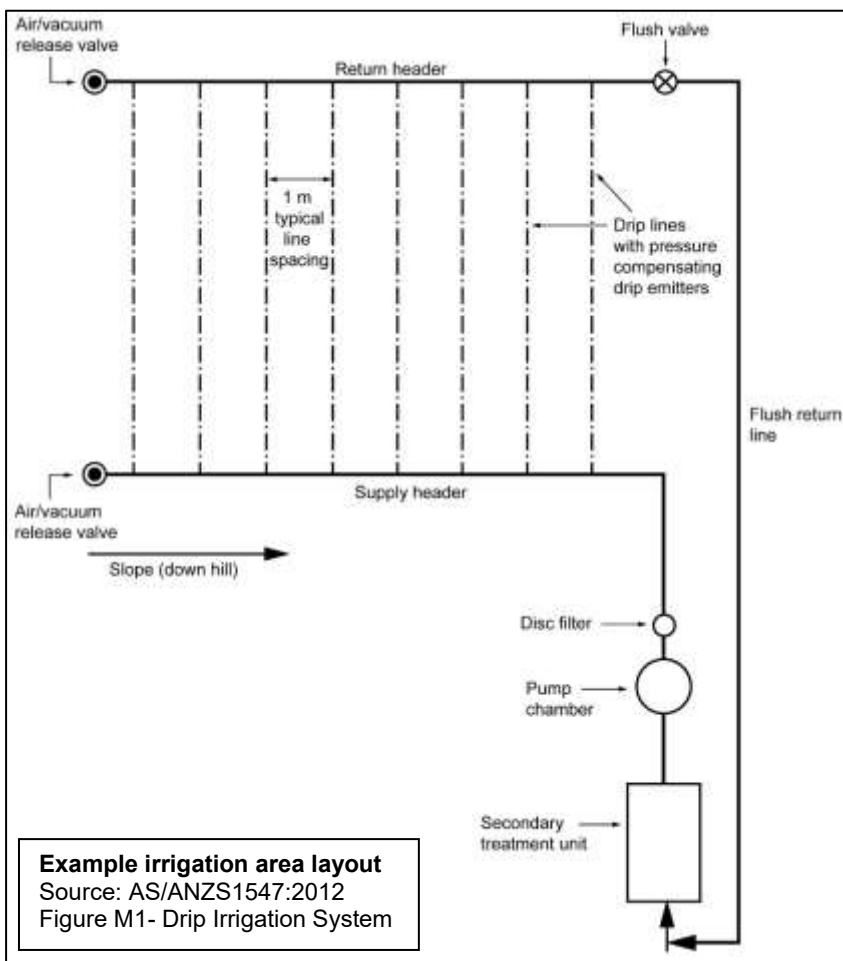 Air/vacuum
release valve
Flush valve
Return header
1 m
typical
line
spacing
Drip lines
with pressure
compensating
drip emitters
Flush return
line
Supply header
Air/vacuum
release valve
Slope (down hill)
Disc filter
Pump
chamber
Secondary
treatment unit
Example irrigation area layout
Source: AS/ANZS1547:2012
Figure M1- Drip Irrigation System